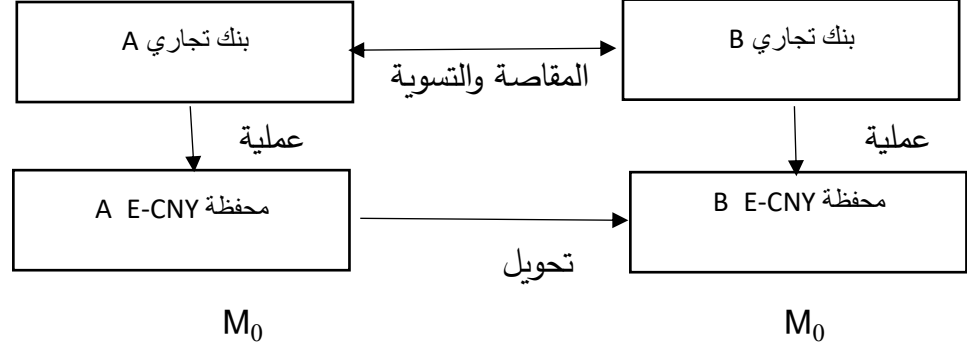 بنك تجاري A
بنك تجاري B
المقاصة والتسوية
عملية
عملية
محفظة A E-CNY
محفظة B E-CNY
تحويل
M₀
M₀